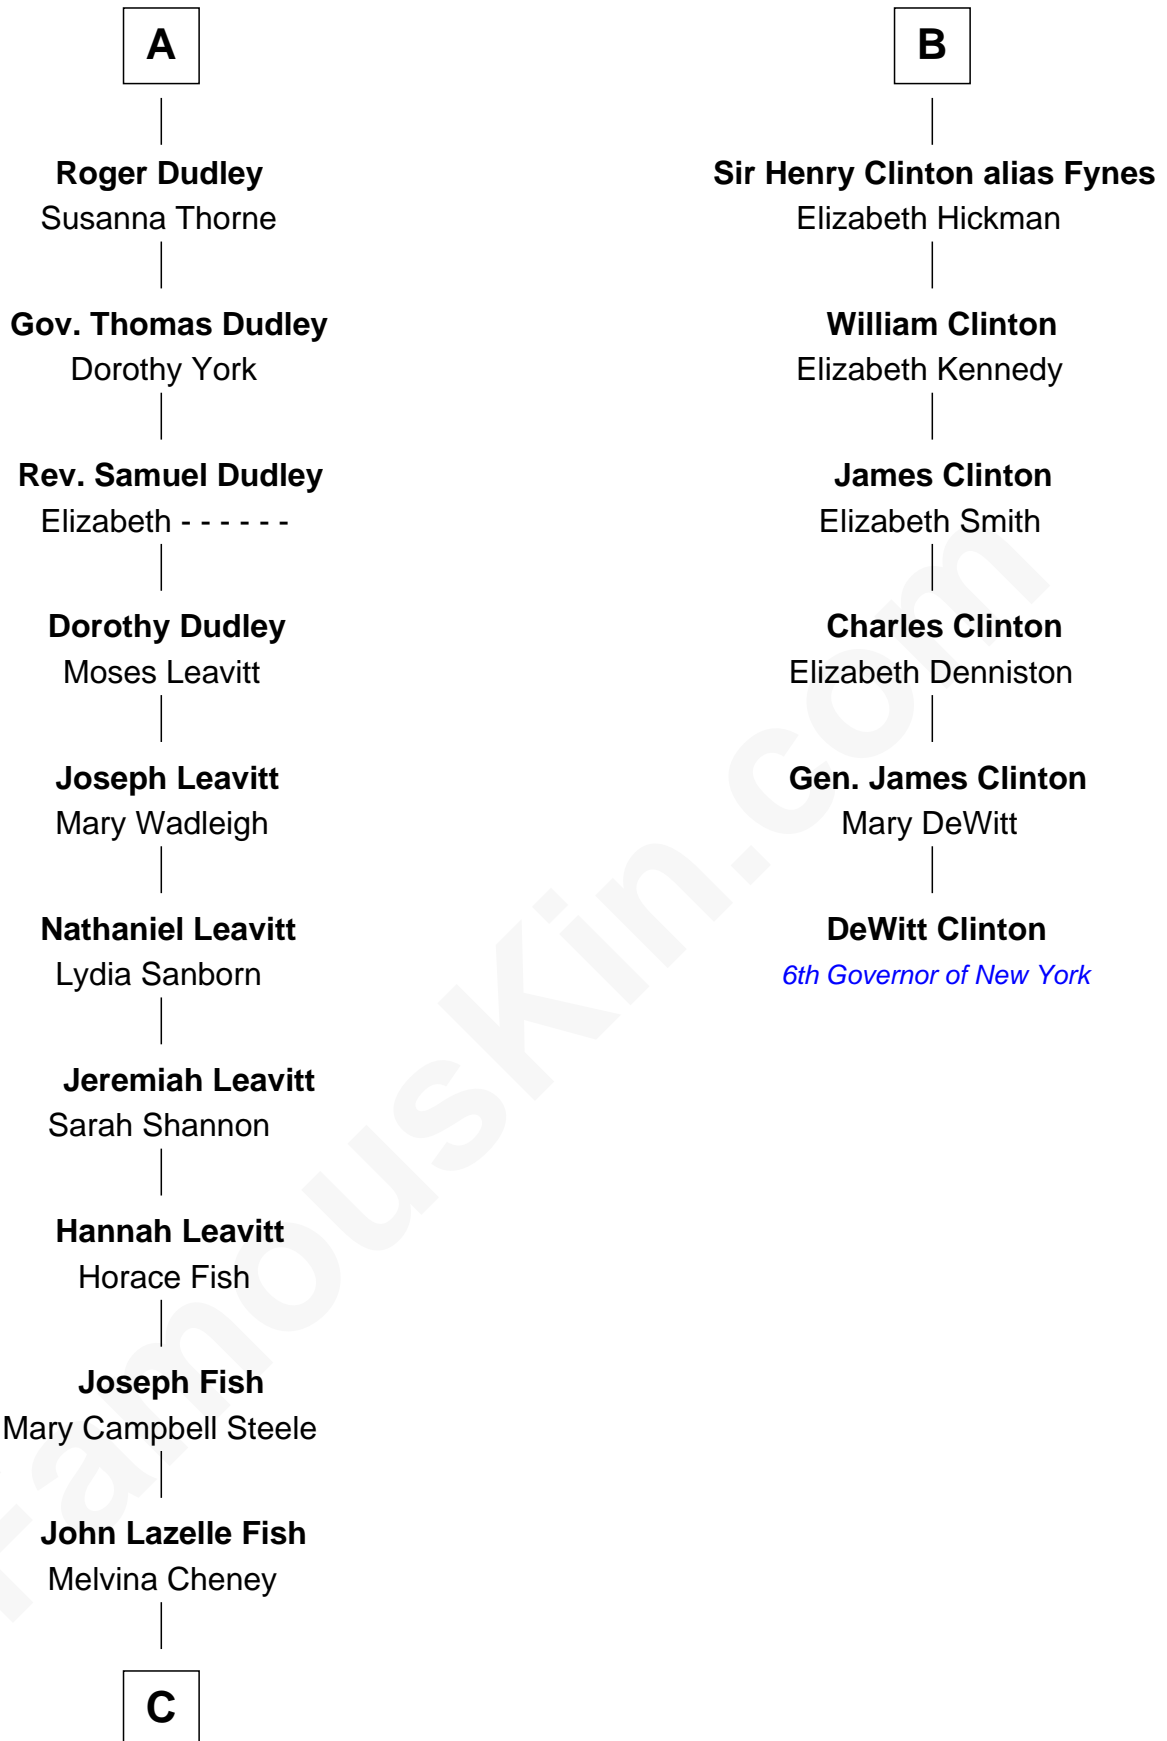 A
Roger Dudley
Susanna Thorne
Gov. Thomas Dudley
Dorothy York
Rev. Samuel Dudley
Elizabeth - - - - - -
Dorothy Dudley
Moses Leavitt
Joseph Leavitt
Mary Wadleigh
Nathaniel Leavitt
Lydia Sanborn
Jeremiah Leavitt
Sarah Shannon
Hannah Leavitt
Horace Fish
Joseph Fish
Mary Campbell Steele
John Lazelle Fish
Melvina Cheney
C
B
Sir Henry Clinton alias Fynes
Elizabeth Hickman
William Clinton
Elizabeth Kennedy
James Clinton
Elizabeth Smith
Charles Clinton
Elizabeth Denniston
Gen. James Clinton
Mary DeWitt
DeWitt Clinton
6th Governor of New York
FamousKin.com